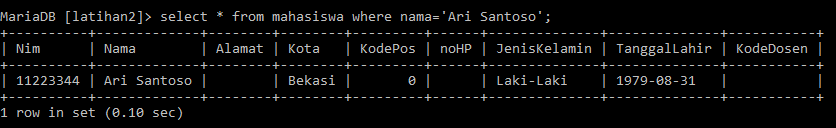 MariaDB [latihan2]> select * from mahasiswa where nama='Ari Santoso';
+----------+-------------+--------+--------+---------+------+--------------+--------------+-----------+
| Nim      | Nama        | Alamat | Kota   | KodePos | noHP | JenisKelamin | TanggalLahir | KodeDosen |
+----------+-------------+--------+--------+---------+------+--------------+--------------+-----------+
| 11223344 | Ari Santoso |        | Bekasi |       0 |      | Laki-Laki    | 1979-08-31   |           |
+----------+-------------+--------+--------+---------+------+--------------+--------------+-----------+
1 row in set (0.10 sec)